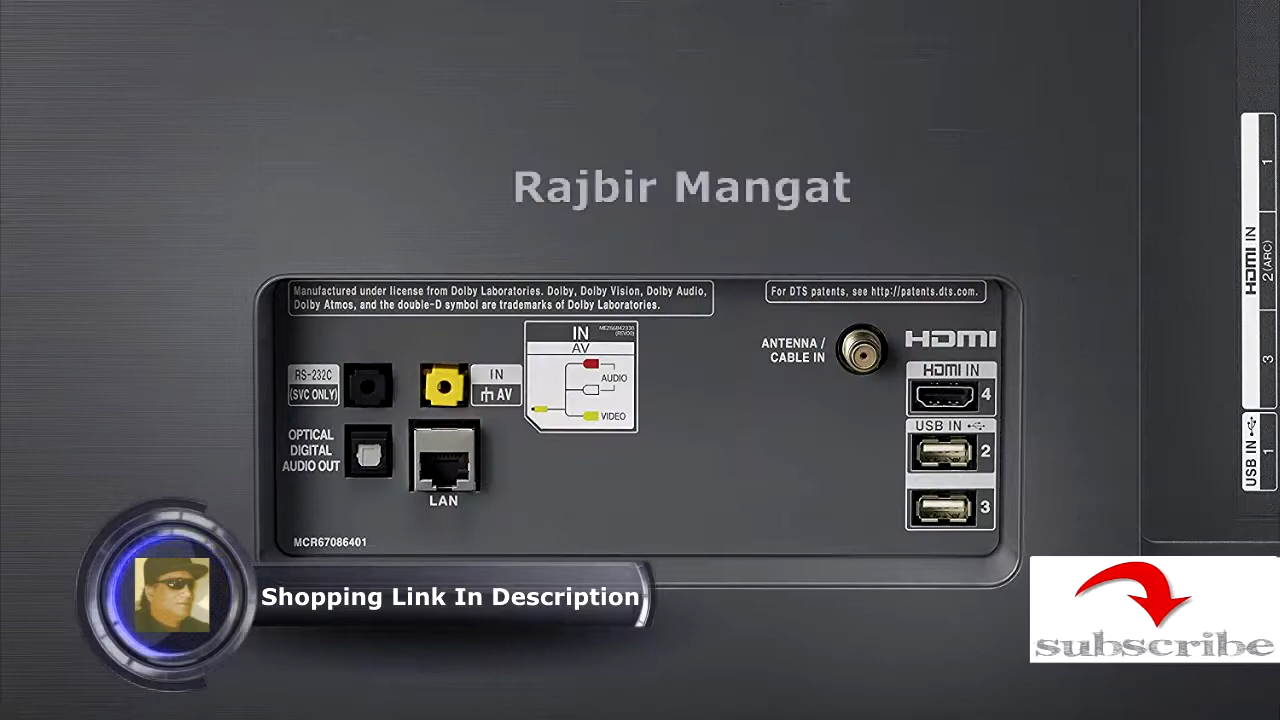 Rajbir Mangat
Manufactured under license from Dolby Laboratories. Dolby, Dolby Vision, Dolby Audio,
Dolby Atmos, and the double-D symbol are trademarks of Dolby Laboratories.
For DTS patents, see http://patents.dts.com.
RS-232C
(SVC ONLY)
IN
AV
IN
AV
AUDIO
VIDEO
ANTENNA /
CABLE IN
HDMI
HDMI IN
4
USB IN
2
3
OPTICAL
DIGITAL
AUDIO OUT
LAN
MCR67086401
HDMI IN
1
2(ARC)
3
USB IN
1
Shopping Link In Description
subscribe